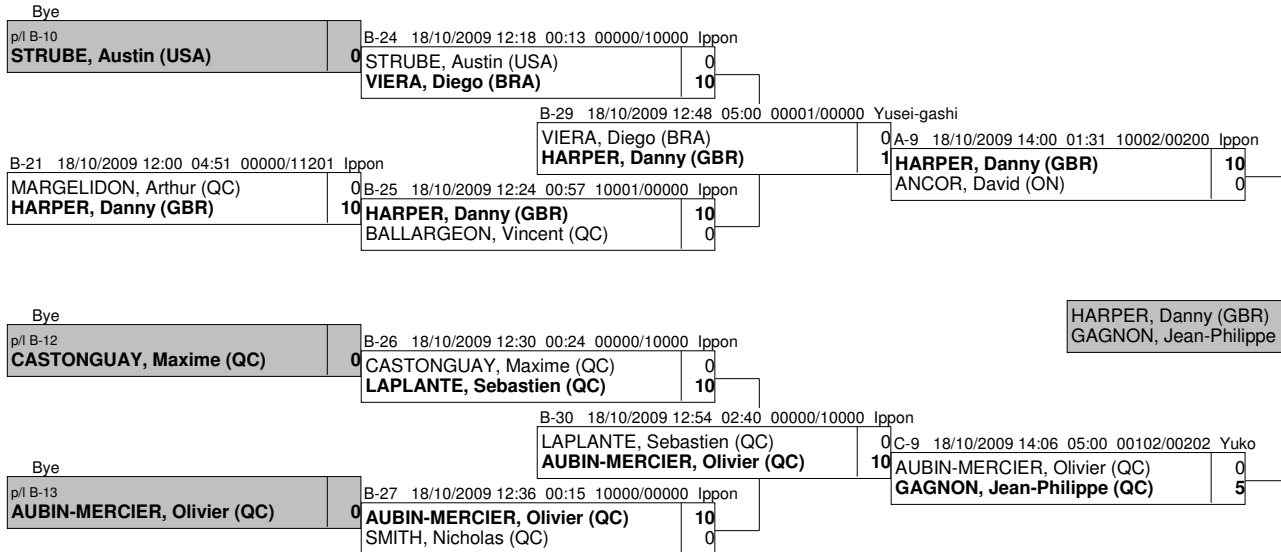 Bye
p/l B-10
STRUBE, Austin (USA) 0
B-24 18/10/2009 12:18 00:13 00000/10000 Ippon
STRUBE, Austin (USA) 0
VIERA, Diego (BRA) 10
B-29 18/10/2009 12:48 05:00 00001/00000 Yusei-gashi
VIERA, Diego (BRA) 0
HARPER, Danny (GBR) 1
A-9 18/10/2009 14:00 01:31 10002/00200 Ippon
HARPER, Danny (GBR) 10
ANCOR, David (ON) 0
B-21 18/10/2009 12:00 04:51 00000/11201 Ippon
MARGELIDON, Arthur (QC) 0
HARPER, Danny (GBR) 10
B-25 18/10/2009 12:24 00:57 10001/00000 Ippon
HARPER, Danny (GBR) 10
BALLARGEON, Vincent (QC) 0
HARPER, Danny (GBR)
GAGNON, Jean-Philippe
Bye
p/l B-12
CASTONGUAY, Maxime (QC) 0
B-26 18/10/2009 12:30 00:24 00000/10000 Ippon
CASTONGUAY, Maxime (QC) 0
LAPLANTE, Sebastien (QC) 10
B-30 18/10/2009 12:54 02:40 00000/10000 Ippon
LAPLANTE, Sebastien (QC) 0
AUBIN-MERCIER, Olivier (QC) 10
C-9 18/10/2009 14:06 05:00 00102/00202 Yuko
AUBIN-MERCIER, Olivier (QC) 0
GAGNON, Jean-Philippe (QC) 5
Bye
p/l B-13
AUBIN-MERCIER, Olivier (QC) 0
B-27 18/10/2009 12:36 00:15 10000/00000 Ippon
AUBIN-MERCIER, Olivier (QC) 10
SMITH, Nicholas (QC) 0